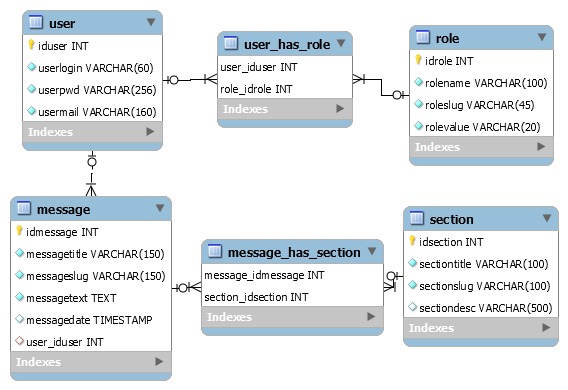 user
iduser INT
userlogin VARCHAR(60)
userpwd VARCHAR(256)
usermail VARCHAR(160)
Indexes
user_has_role
user_iduser INT
role_idrole INT
Indexes
role
idrole INT
rolename VARCHAR(100)
roleslug VARCHAR(45)
rolevalue VARCHAR(20)
Indexes
message
idmessage INT
messagetitle VARCHAR(150)
messageslug VARCHAR(150)
messagetext TEXT
messagedate TIMESTAMP
user_iduser INT
Indexes
message_has_section
message_idmessage INT
section_idsection INT
Indexes
section
idsection INT
sectiontitle VARCHAR(100)
sectionslug VARCHAR(100)
sectiondesc VARCHAR(500)
Indexes